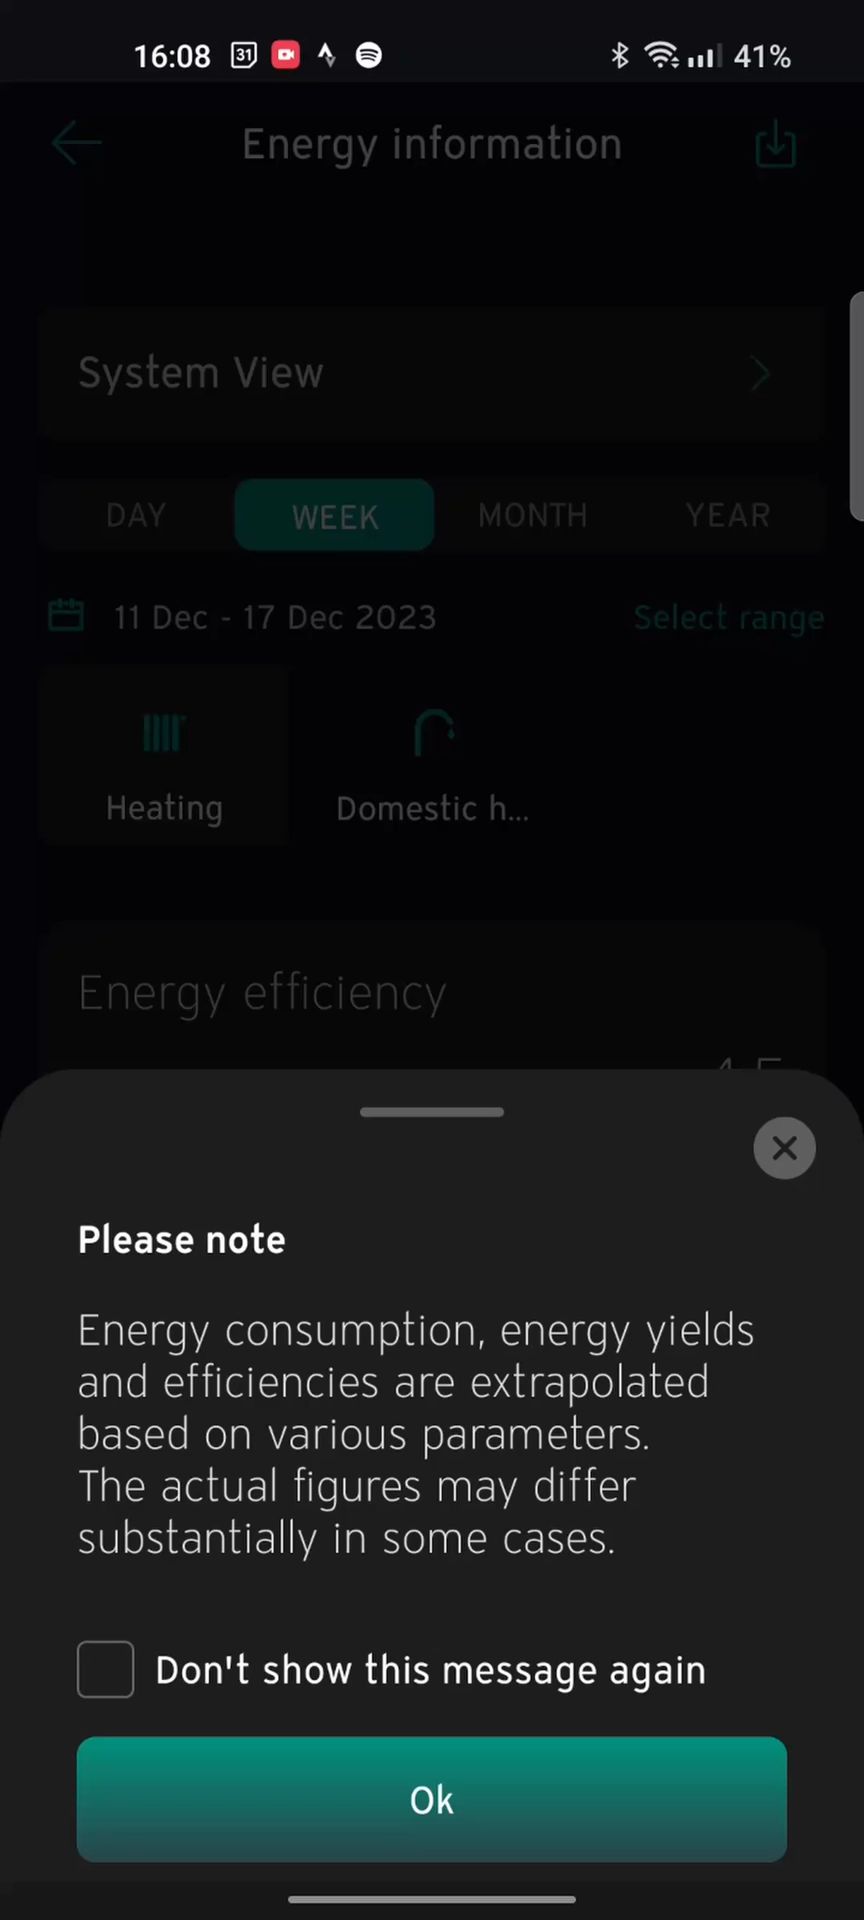 16:08 31 41%
Energy information
System View
DAY WEEK MONTH YEAR
11 Dec - 17 Dec 2023 Select range
Heating Domestic h...
Energy efficiency
Please note
Energy consumption, energy yields
and efficiencies are extrapolated
based on various parameters.
The actual figures may differ
substantially in some cases.
Don't show this message again
Ok